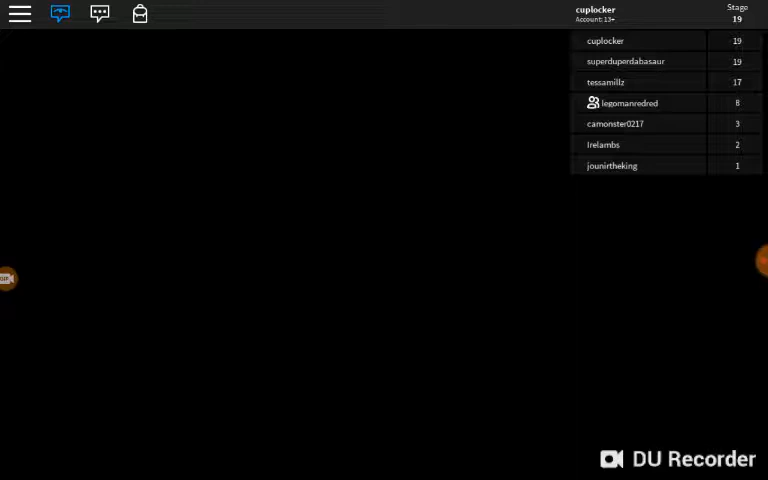 cuplocker
Account: 13+
Stage
19
cuplocker 19
superduperdabasaur 19
tessamillz 17
legomanredred 8
camonster0217 3
Irelambs 2
jounirtheking 1
DU Recorder